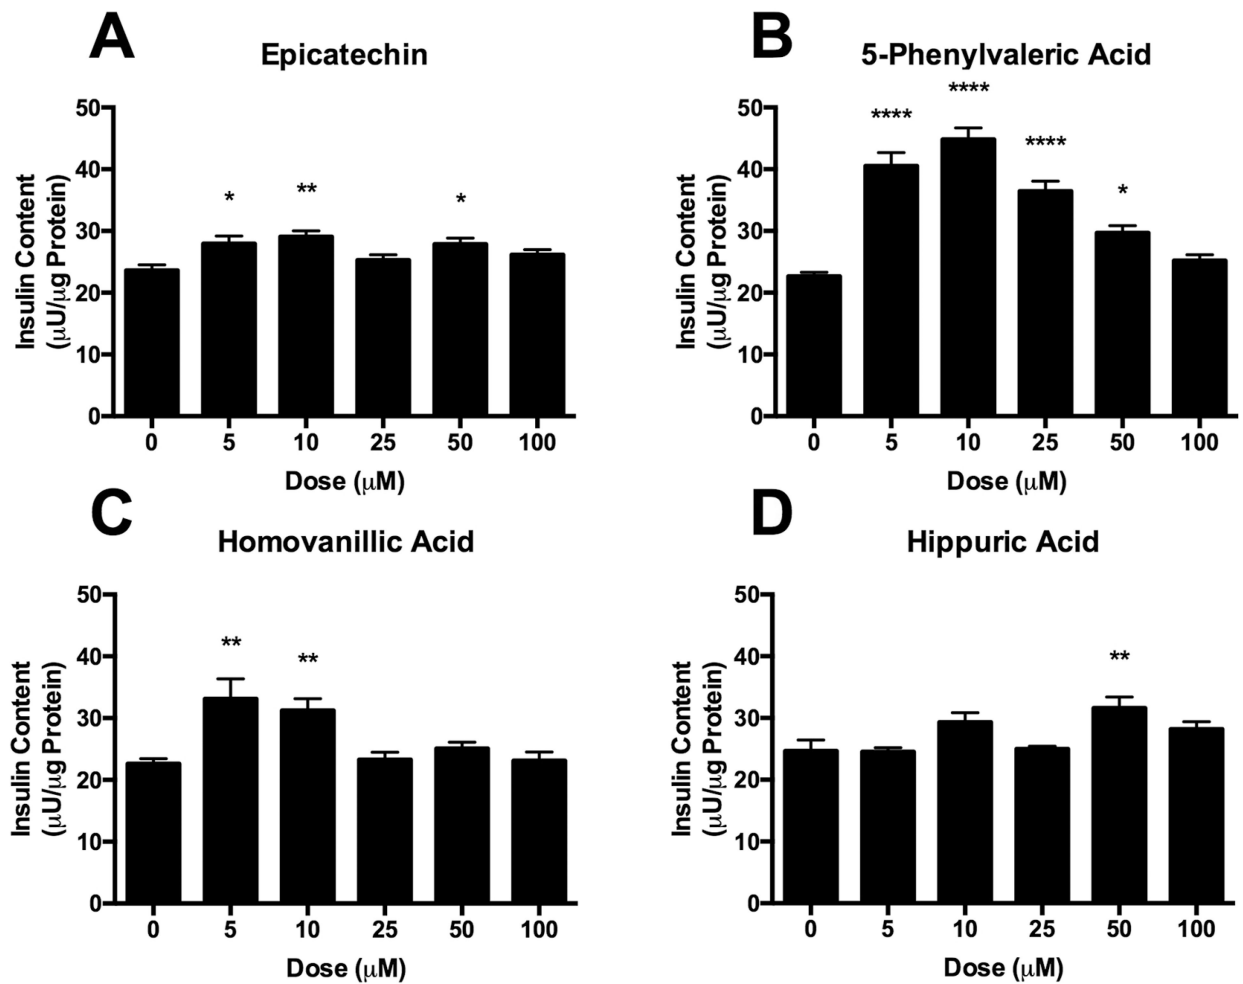 A
Epicatechin
Insulin Content
(μU/μg Protein)
50
40
30
20
10
0
*
**
*
0 5 10 25 50 100
Dose (μM)
B
5-Phenylvaleric Acid
Insulin Content
(μU/μg Protein)
50
40
30
20
10
0
****
****
****
*
0 5 10 25 50 100
Dose (μM)
C
Homovanillic Acid
Insulin Content
(μU/μg Protein)
50
40
30
20
10
0
**
**
0 5 10 25 50 100
Dose (μM)
D
Hippuric Acid
Insulin Content
(μU/μg Protein)
50
40
30
20
10
0
**
0 5 10 25 50 100
Dose (μM)